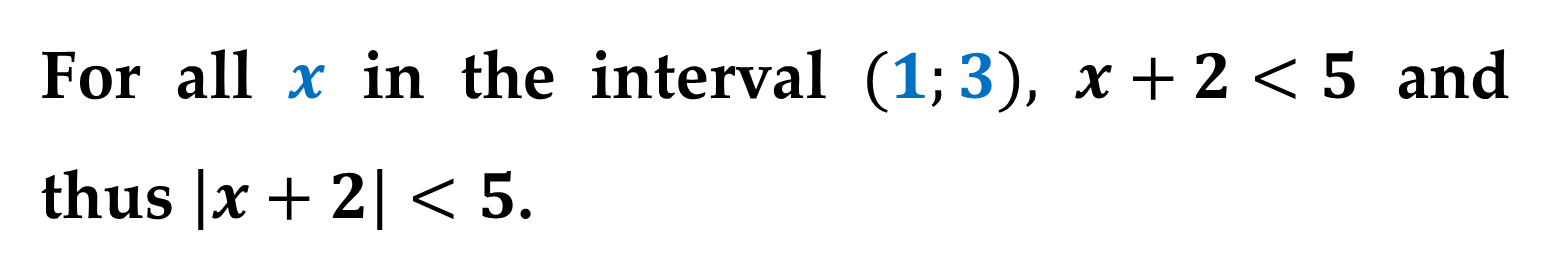 For all x in the interval (1; 3), x + 2 < 5 and
thus |x + 2| < 5.